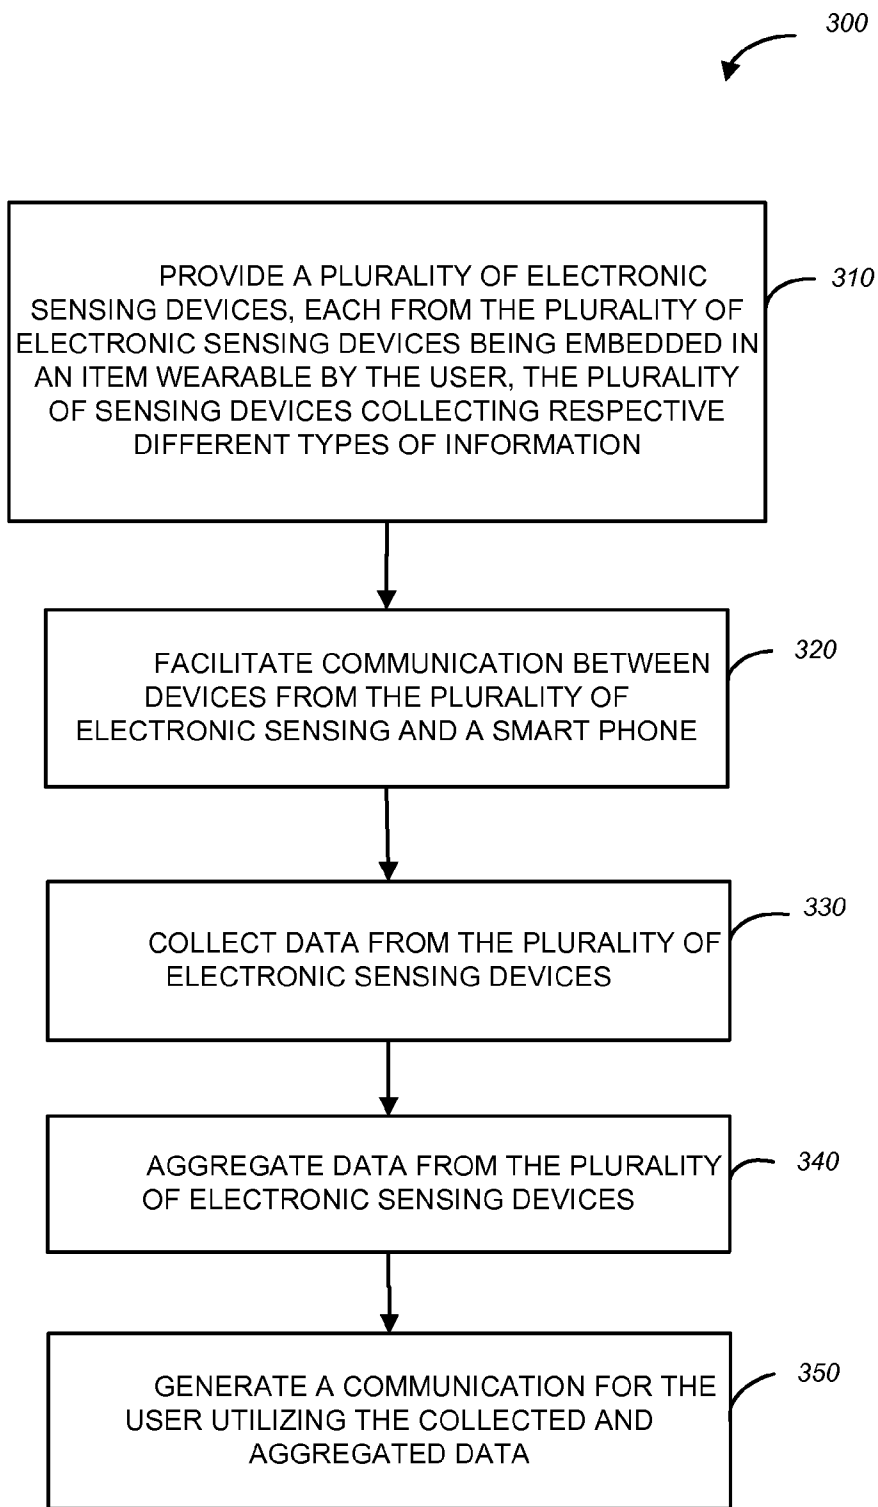 300
PROVIDE A PLURALITY OF ELECTRONIC
SENSING DEVICES, EACH FROM THE PLURALITY OF
ELECTRONIC SENSING DEVICES BEING EMBEDDED IN
AN ITEM WEARABLE BY THE USER, THE PLURALITY
OF SENSING DEVICES COLLECTING RESPECTIVE
DIFFERENT TYPES OF INFORMATION
310
FACILITATE COMMUNICATION BETWEEN
DEVICES FROM THE PLURALITY OF
ELECTRONIC SENSING AND A SMART PHONE
320
COLLECT DATA FROM THE PLURALITY OF
ELECTRONIC SENSING DEVICES
330
AGGREGATE DATA FROM THE PLURALITY
OF ELECTRONIC SENSING DEVICES
340
GENERATE A COMMUNICATION FOR THE
USER UTILIZING THE COLLECTED AND
AGGREGATED DATA
350